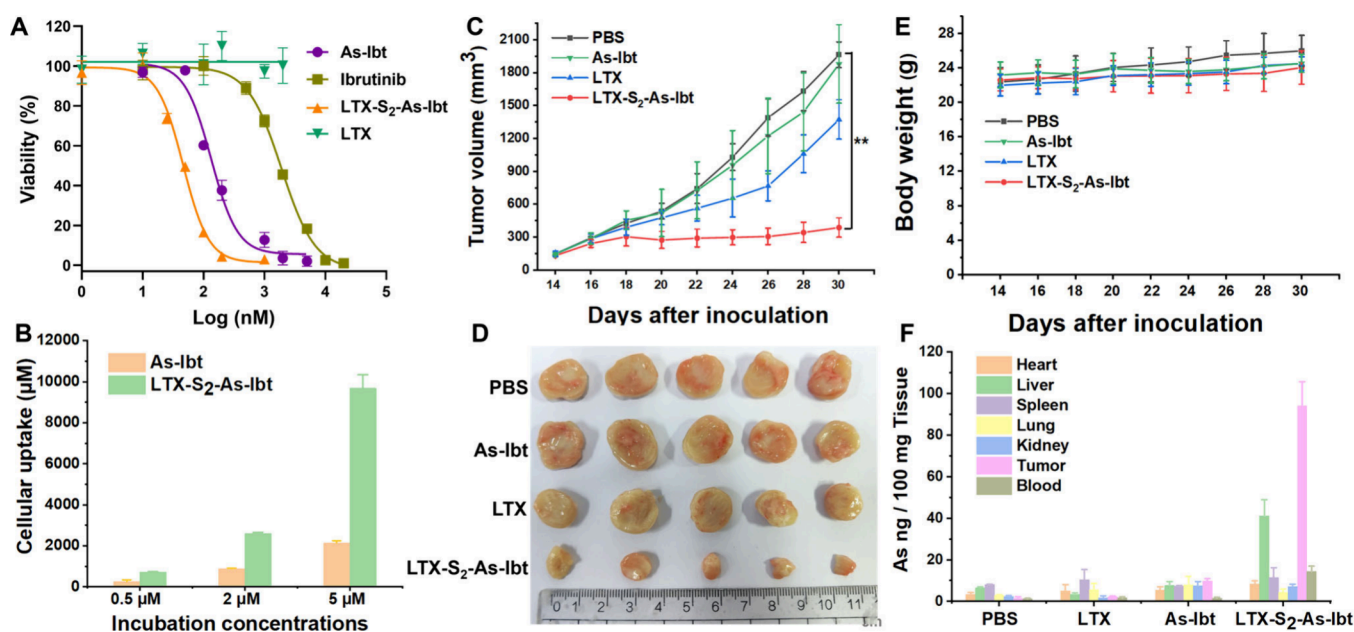 A
Viability (%)
120
100
80
60
40
20
0
0 1 2 3 4 5
Log (nM)
As-Ibt
Ibrutinib
LTX-S₂-As-Ibt
LTX
B
Cellular uptake (μM)
As-Ibt
LTX-S₂-As-Ibt
10000
8000
6000
4000
2000
0
0.5 μM 2 μM 5 μM
Incubation concentrations
C
Tumor volume (mm³)
2100
1800
1500
1200
900
600
300
0
PBS
As-Ibt
LTX
LTX-S₂-As-Ibt
**
14 16 18 20 22 24 26 28 30
Days after inoculation
D
PBS
As-Ibt
LTX
LTX-S₂-As-Ibt
0 1 2 3 4 5 6 7 8 9 10 11
E
Body weight (g)
28
24
20
16
12
8
4
0
PBS
As-Ibt
LTX
LTX-S₂-As-Ibt
14 16 18 20 22 24 26 28 30
Days after inoculation
F
As ng / 100 mg Tissue
120
100
80
60
40
20
0
Heart
Liver
Spleen
Lung
Kidney
Tumor
Blood
PBS LTX As-Ibt LTX-S₂-As-Ibt